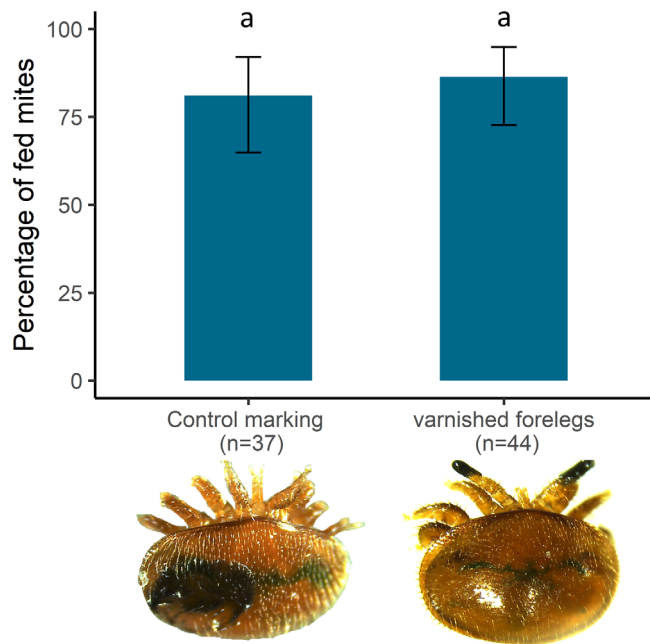 a a
100
75
50
25
0
Percentage of fed mites
Control marking varnished forelegs
(n=37) (n=44)